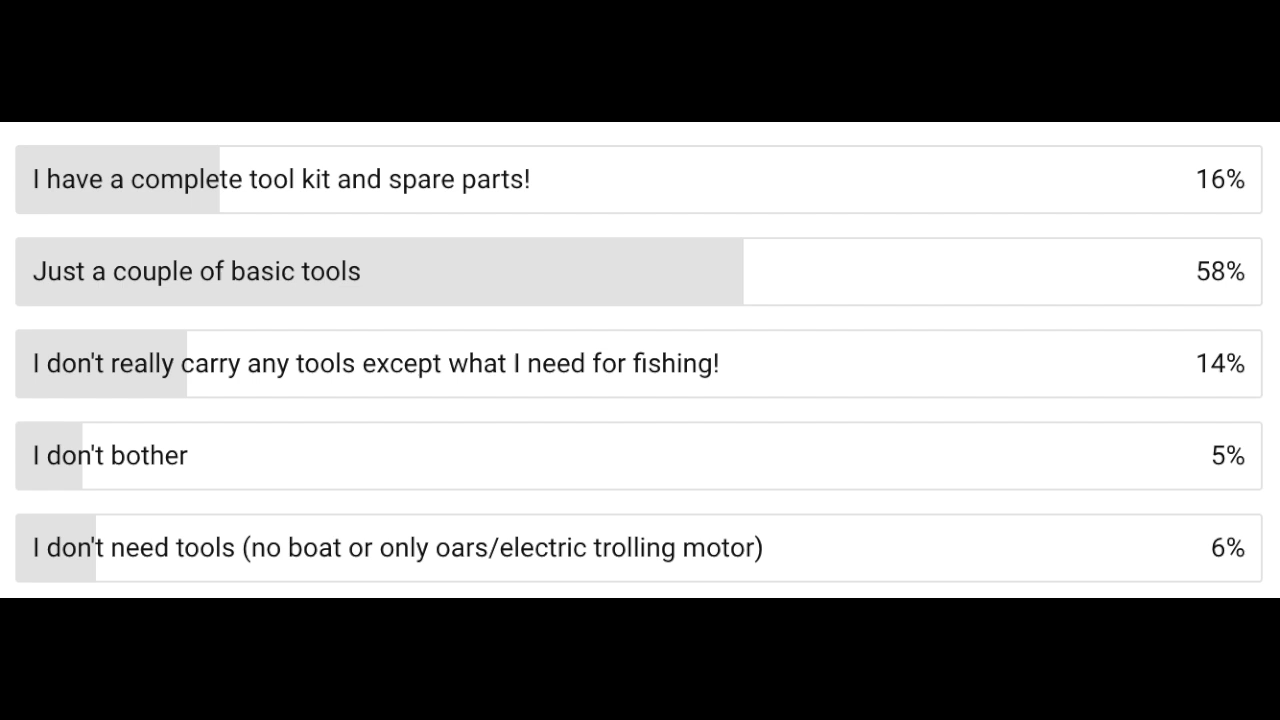 I have a complete tool kit and spare parts! 16%
Just a couple of basic tools 58%
I don't really carry any tools except what I need for fishing! 14%
I don't bother 5%
I don't need tools (no boat or only oars/electric trolling motor) 6%